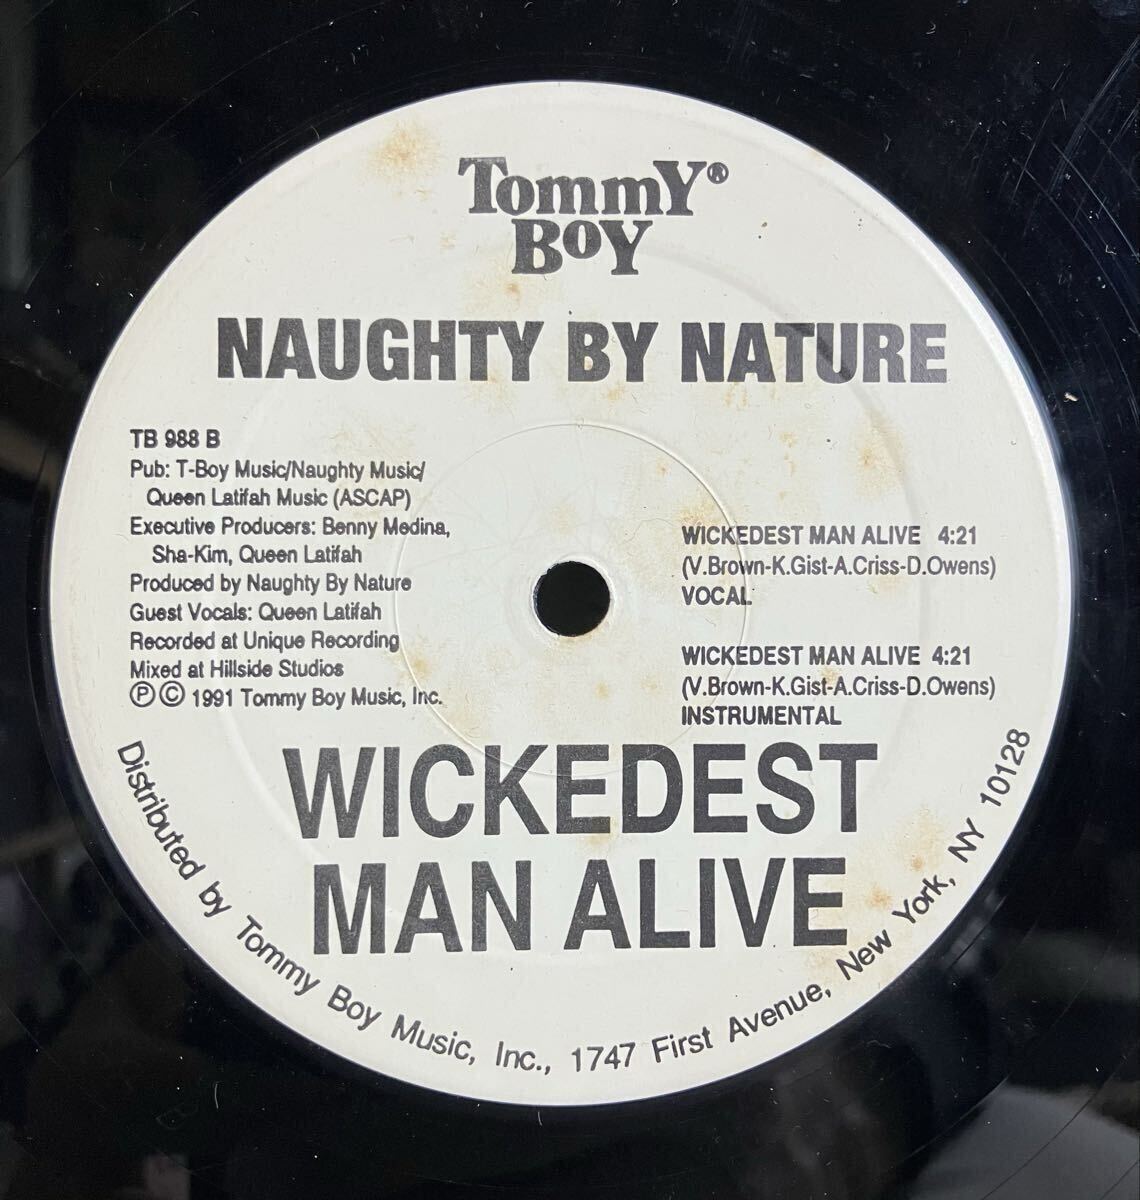 Tommy®
Boy
NAUGHTY BY NATURE
TB 988 B
Pub: T-Boy Music/Naughty Music/
Queen Latifah Music (ASCAP)
Executive Producers: Benny Medina,
Sha-Kim, Queen Latifah
Produced by Naughty By Nature
Guest Vocals: Queen Latifah
Recorded at Unique Recording
Mixed at Hillside Studios
Ⓟ© 1991 Tommy Boy Music, Inc.
WICKEDEST MAN ALIVE 4:21
(V.Brown-K.Gist-A.Criss-D.Owens)
VOCAL
WICKEDEST MAN ALIVE 4:21
(V.Brown-K.Gist-A.Criss-D.Owens)
INSTRUMENTAL
WICKEDEST
MAN ALIVE
Distributed by Tommy Boy Music, Inc., 1747 First Avenue, New York, NY 10128